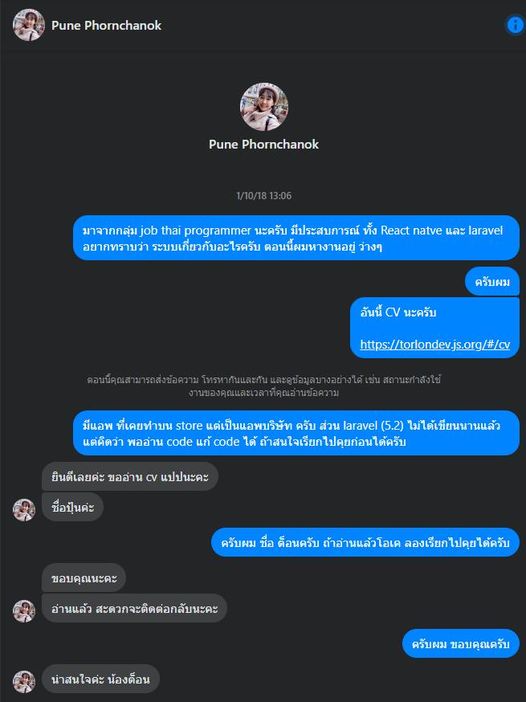 Pune Phornchanok
Pune Phornchanok
1/10/18 13:06
มาจากกลุ่ม job thai programmer นะครับ มีประสบการณ์ ทั้ง React natve และ laravel
อยากทราบว่า ระบบเกี่ยวกับอะไรครับ ตอนนี้ผมหางานอยู่ ว่างๆ
ครับผม
อันนี้ CV นะครับ
https://torlondev.js.org/#/cv
ตอนนี้คุณสามารถส่งข้อความ โทรหากันและกัน และดูข้อมูลบางอย่างได้ เช่น สถานะกำลังใช้
งานของคุณและเวลาที่คุณอ่านข้อความ
มีแอพ ที่เคยทำบน store แต่เป็นแอพบริษัท ครับ ส่วน laravel (5.2) ไม่ได้เขียนนานแล้ว
แต่คิดว่า พออ่าน code แก้ code ได้ ถ้าสนใจเรียกไปคุยก่อนได้ครับ
ยินดีเลยค่ะ ขออ่าน cv แปปนะคะ
ชื่อปุ้นค่ะ
ครับผม ชื่อ ต็อนครับ ถ้าอ่านแล้วโอเค ลองเรียกไปคุยได้ครับ
ขอบคุณนะคะ
อ่านแล้ว สะดวกจะติดต่อกลับนะคะ
ครับผม ขอบคุณครับ
น่าสนใจค่ะ น้องต็อน